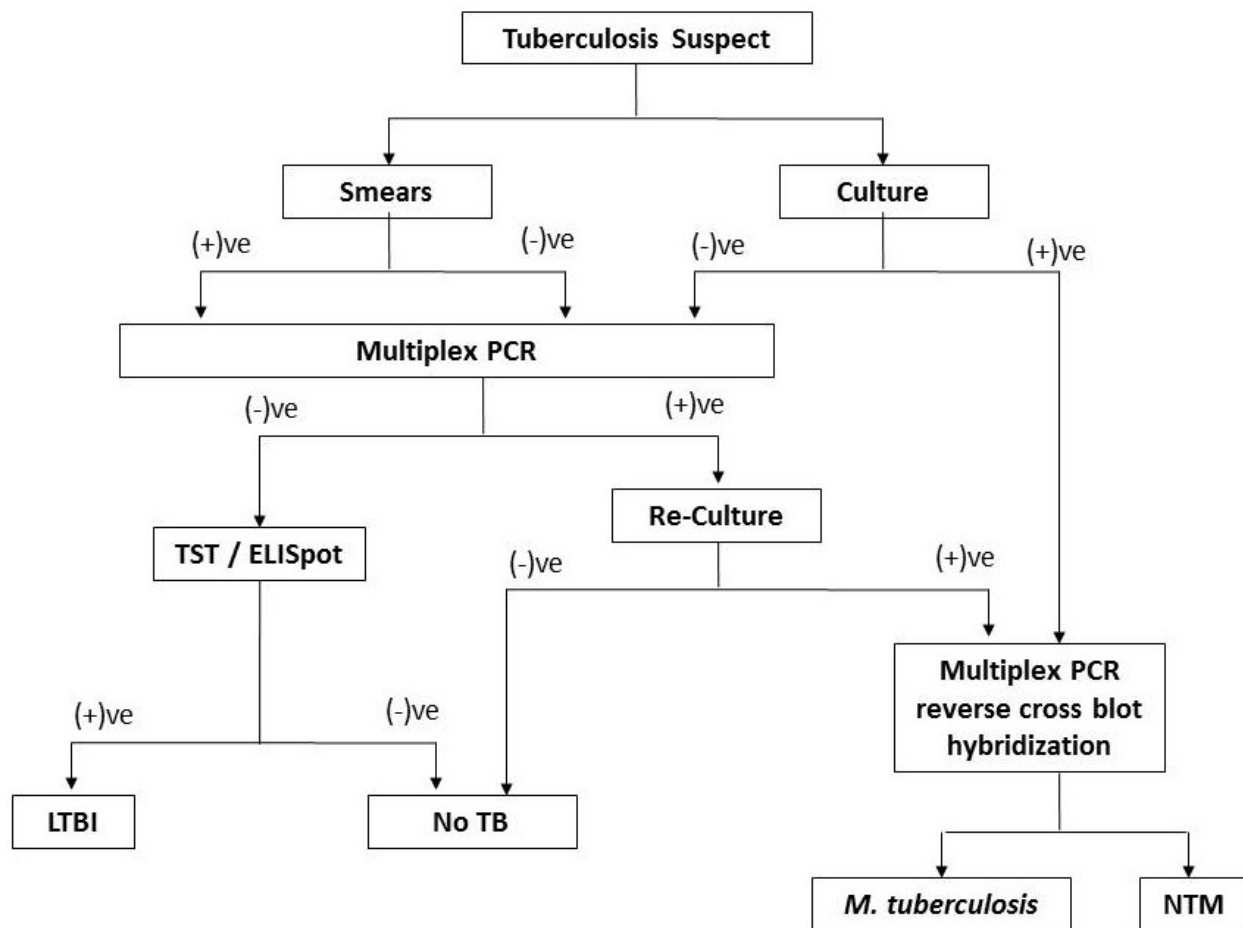 Tuberculosis Suspect
Smears
Culture
(+)ve
(-)ve
(-)ve
(+)ve
Multiplex PCR
(-)ve
(+)ve
Re-Culture
TST / ELISpot
(-)ve
(+)ve
Multiplex PCR
reverse cross blot
hybridization
(+)ve
(-)ve
LTBI
No TB
M. tuberculosis
NTM